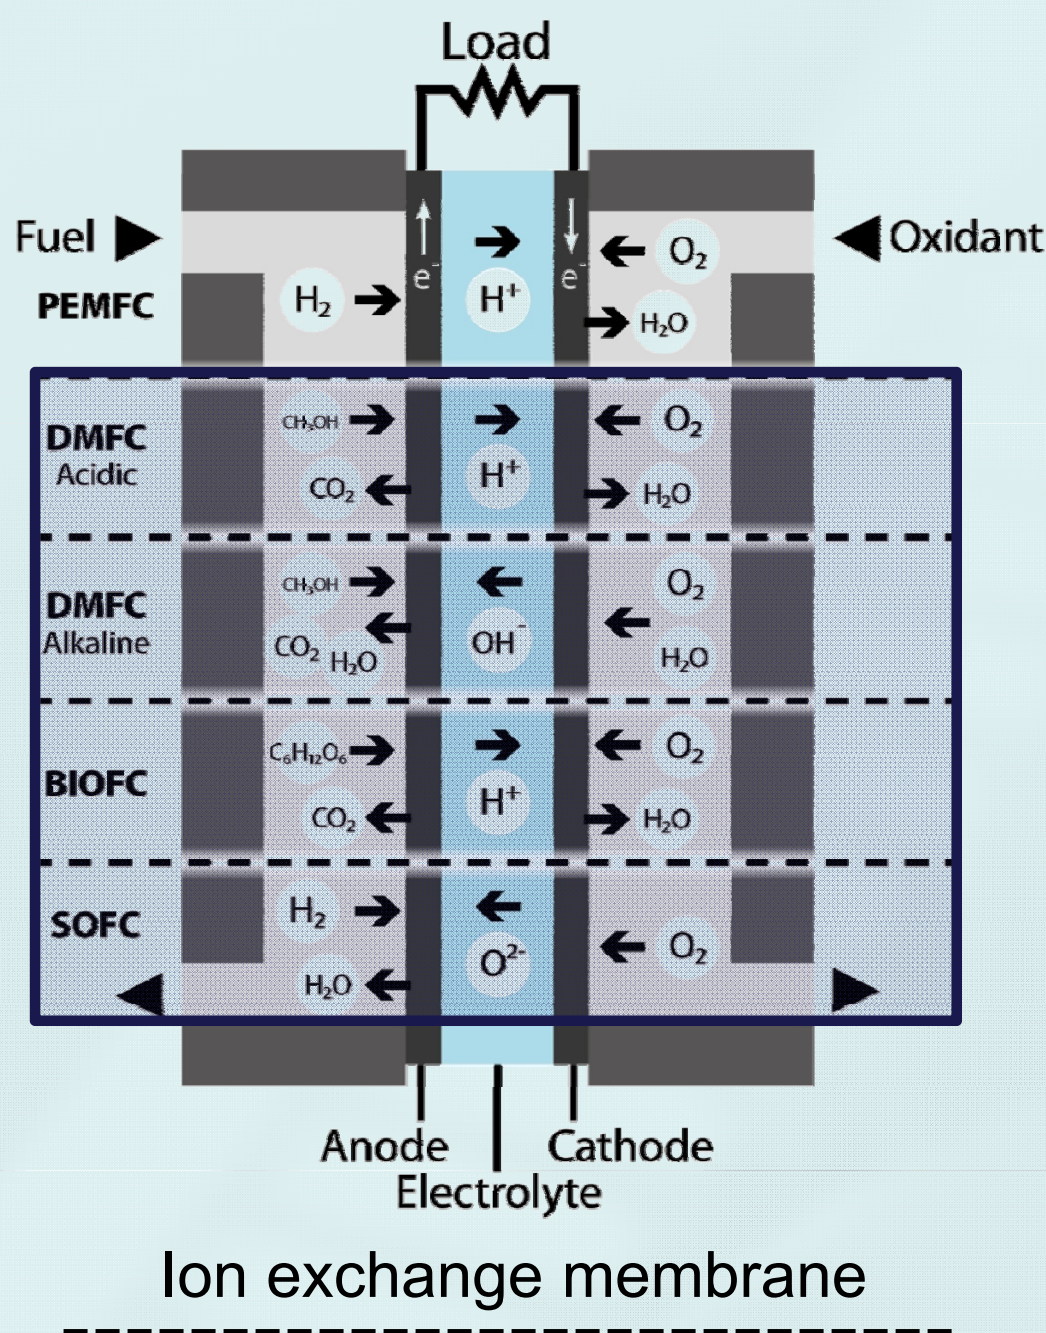 Load
Fuel
Oxidant
e⁻
e⁻
O₂
PEMFC
H₂
H⁺
H₂O
DMFC
Acidic
CH₃OH
H⁺
O₂
CO₂
H₂O
DMFC
Alkaline
CH₃OH
O₂
CO₂
H₂O
OH⁻
H₂O
BIOFC
C₆H₁₂O₆
O₂
H⁺
CO₂
H₂O
SOFC
H₂
O²⁻
O₂
H₂O
Anode
Cathode
Electrolyte
Ion exchange membrane